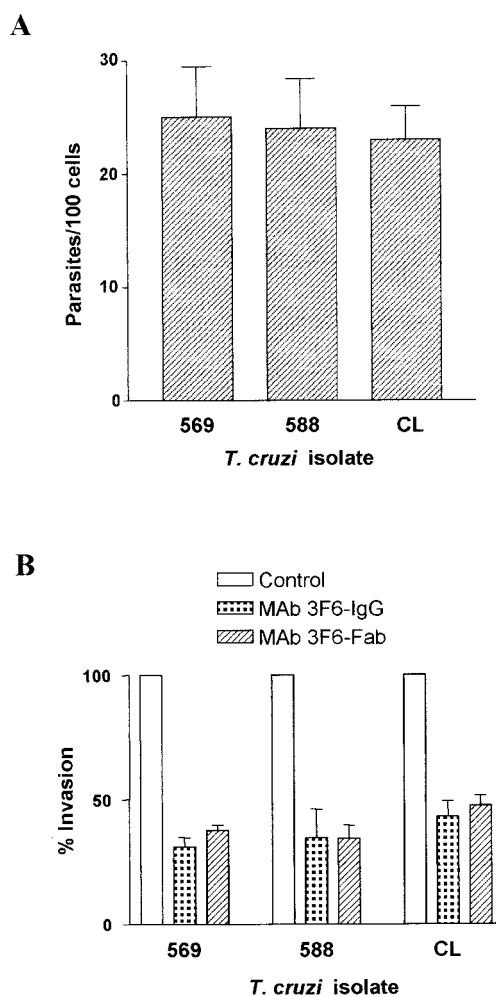 A
30
20
10
0
Parasites/100 cells
569 588 CL
T. cruzi isolate
B
Control
MAb 3F6-IgG
MAb 3F6-Fab
100
50
0
% Invasion
569 588 CL
T. cruzi isolate